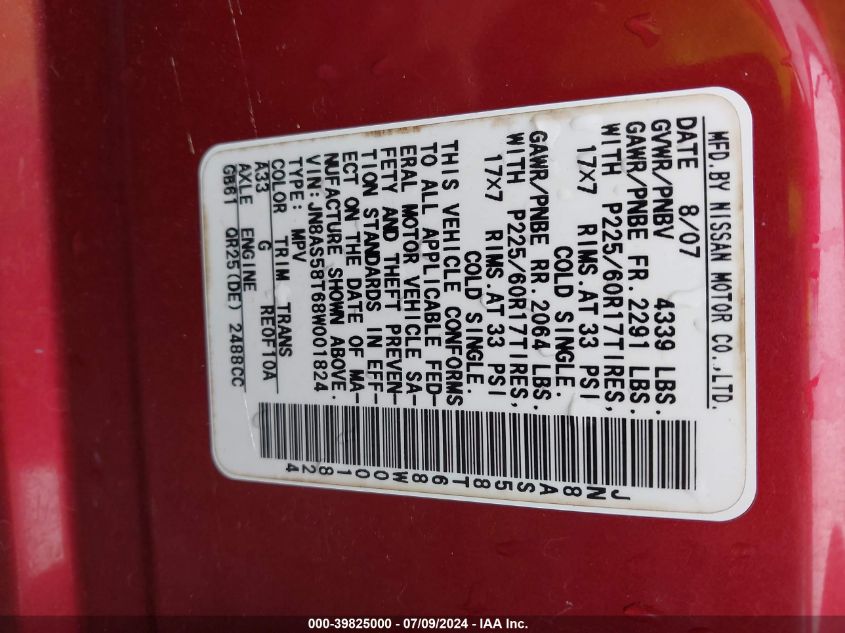 MFD.BY NISSAN MOTOR CO.,LTD.
DATE 8/07
GVWR/PNBV 4339 LBS.
GAWR/PNBE FR. 2291 LBS.
WITH P225/60R17TIRES,
17X7 RIMS.AT 33 PSI
COLD SINGLE.
GAWR/PNBE RR. 2064 LBS.
WITH P225/60R17TIRES,
17X7 RIMS.AT 33 PSI
COLD SINGLE.
THIS VEHICLE CONFORMS
TO ALL APPLICABLE FED-
ERAL MOTOR VEHICLE SA-
FETY AND THEFT PREVEN-
TION STANDARDS IN EFF-
ECT ON THE DATE OF MA-
NUFACTURE SHOWN ABOVE.
VIN:JN8AS58T68W001824
TYPE: MPV
COLOR TRIM TRANS
A33 G RE0F10A
AXLE ENGINE
GB61 QR25(DE) 2488CC
JN8AS58T68W001824
000-39825000 - 07/09/2024 - IAA Inc.